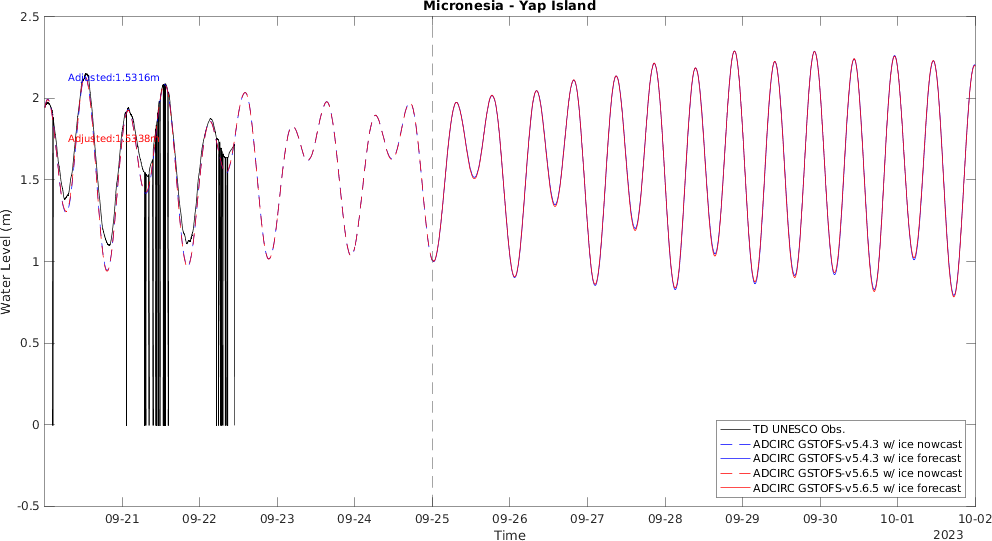 Micronesia - Yap Island
2.5
Adjusted:1.5316m
2
Adjusted:1.5338m
1.5
1
0.5
0
-0.5
Water Level (m)
TD UNESCO Obs.
ADCIRC GSTOFS-v5.4.3 w/ ice nowcast
ADCIRC GSTOFS-v5.4.3 w/ ice forecast
ADCIRC GSTOFS-v5.6.5 w/ ice nowcast
ADCIRC GSTOFS-v5.6.5 w/ ice forecast
09-21 09-22 09-23 09-24 09-25 09-26 09-27 09-28 09-29 09-30 10-01 10-02
Time
2023